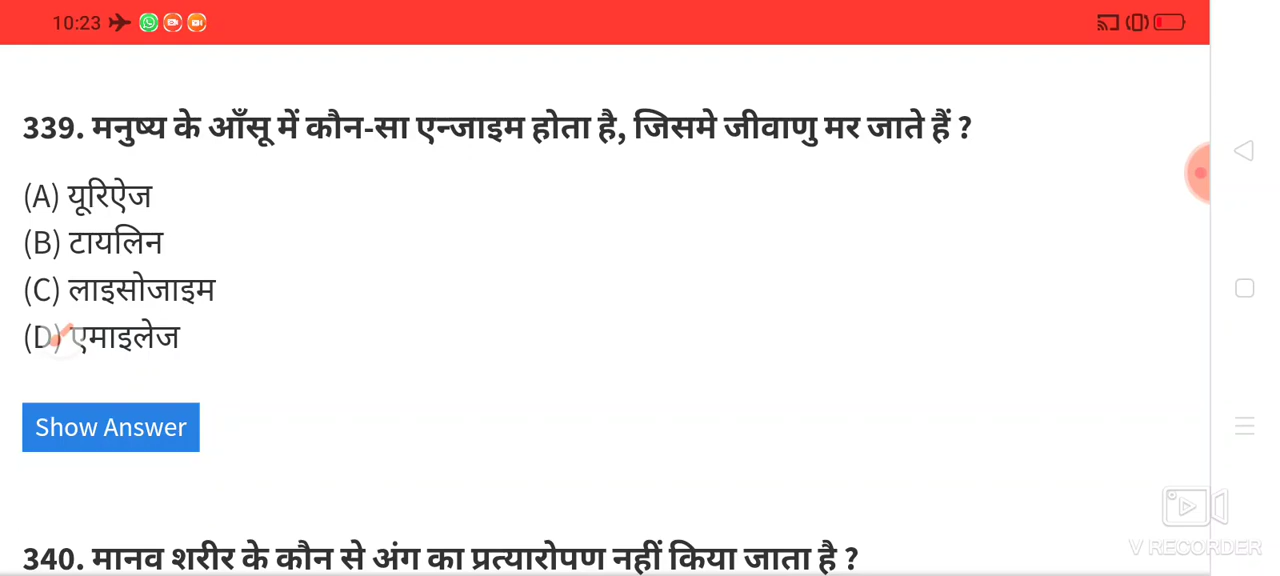 10:23
339. मनुष्य के आँसू में कौन-सा एन्जाइम होता है, जिसमे जीवाणु मर जाते हैं ?
(A) यूरिऐज
(B) टायलिन
(C) लाइसोजाइम
(D) एमाइलेज
Show Answer
340. मानव शरीर के कौन से अंग का प्रत्यारोपण नहीं किया जाता है ?
V RECORDER